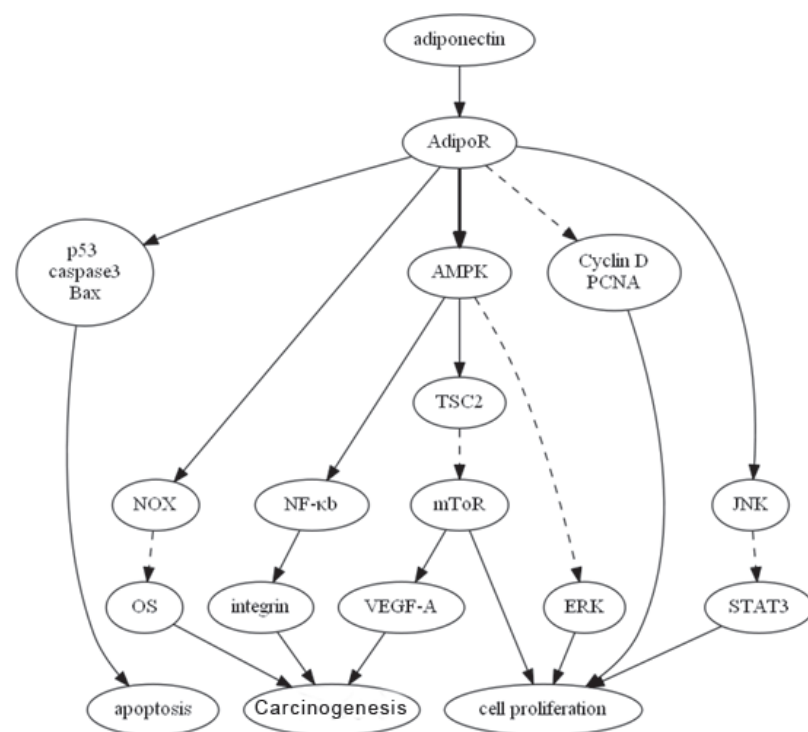 adiponectin
AdipoR
p53
caspase3
Bax
AMPK
Cyclin D
PCNA
TSC2
NOX
NF-κb
mToR
JNK
OS
integrin
VEGF-A
ERK
STAT3
apoptosis
Carcinogenesis
cell proliferation